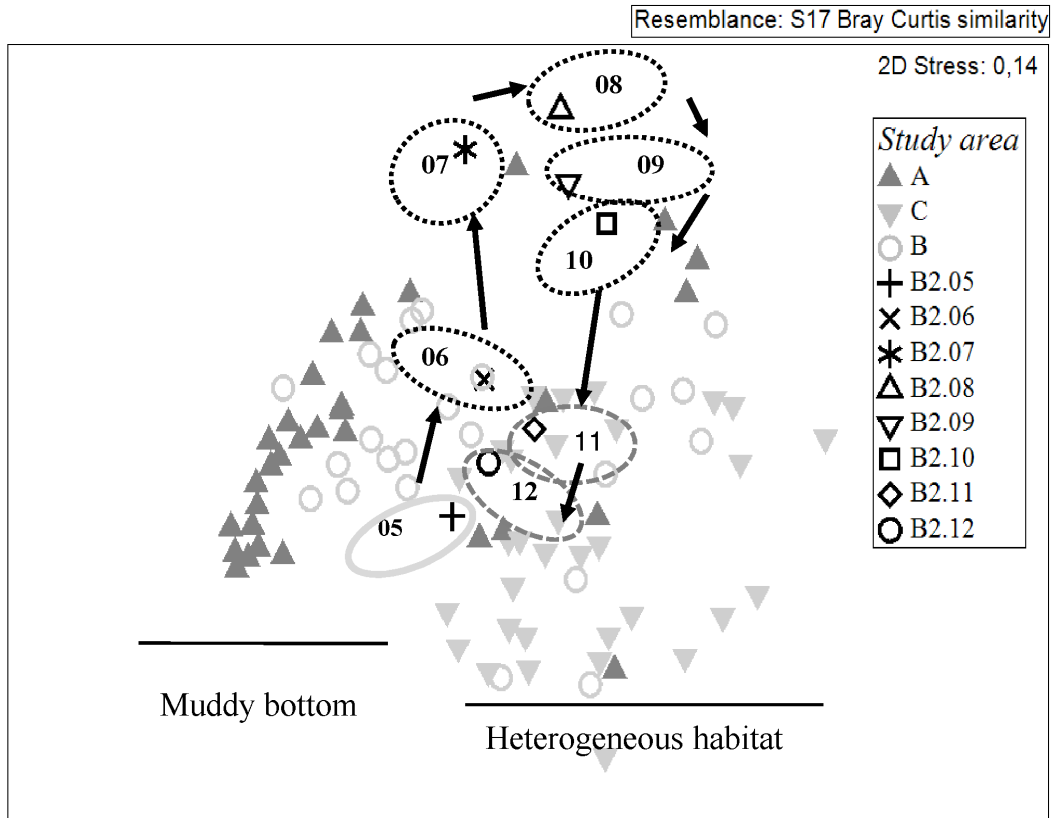 Resemblance: S17 Bray Curtis similarity
2D Stress: 0,14
Study area
A
C
B
B2.05
B2.06
B2.07
B2.08
B2.09
B2.10
B2.11
B2.12
08
07
09
10
06
11
12
05
Muddy bottom
Heterogeneous habitat